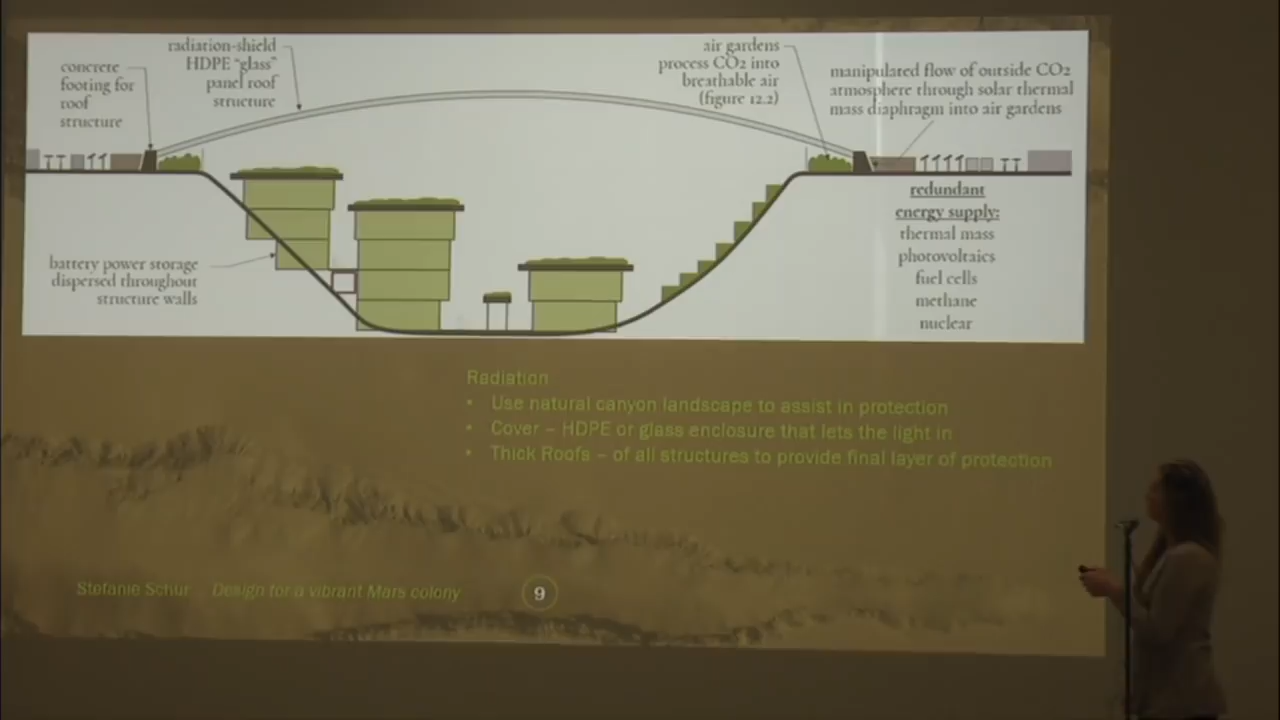 concrete
footing for
roof
structure
radiation-shield
HDPE "glass"
panel roof
structure
air gardens
process CO2 into
breathable air
(figure 12.2)
manipulated flow of outside CO2
atmosphere through solar thermal
mass diaphragm into air gardens
battery power storage
dispersed throughout
structure walls
redundant
energy supply:
thermal mass
photovoltaics
fuel cells
methane
nuclear
Radiation
• Use natural canyon landscape to assist in protection
• Cover – HDPE or glass enclosure that lets the light in
• Thick Roofs – of all structures to provide final layer of protection
Stefanie Schur Design for a vibrant Mars colony 9